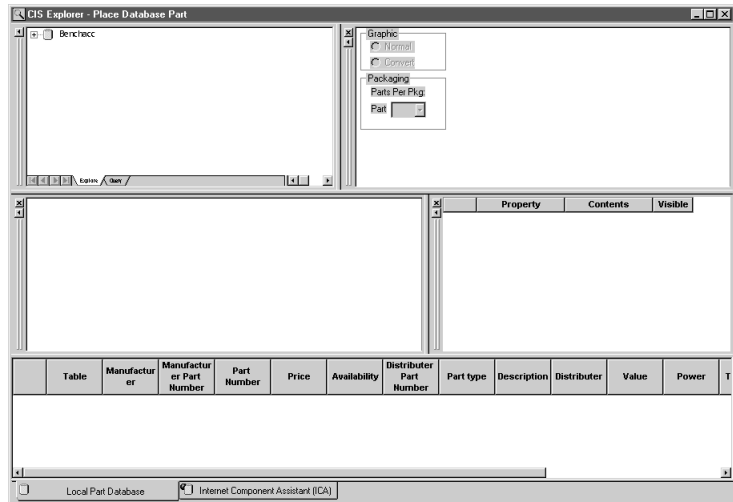 CIS Explorer - Place Database Part
Benchacc
Explore
Query
Graphic
Normal
Convert
Packaging
Parts Per Pkg:
Part
Property Contents Visible
Table Manufactur
er Manufactur
er Part
Number Part
Number Price Availability Distributer
Part
Number Part type Description Distributer Value Power T
Local Part Database Internet Component Assistant (ICA)